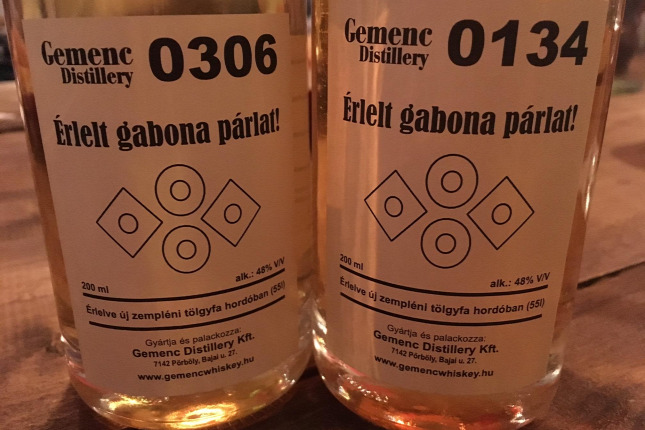 Gemenc
Distillery
0306
Érlelt gabona párlat!
200 ml
alk.: 48% V/V
Érlelve új zempléni tölgyfa hordóban (55l)
Gyártja és palackozza:
Gemenc Distillery Kft.
7142 Pörböly, Bajai u. 27.
www.gemencwhiskey.hu
Gemenc
Distillery
0134
Érlelt gabona párlat!
200 ml
alk.: 48% V/V
Érlelve új zempléni tölgyfa hordóban (55l)
Gyártja és palackozza:
Gemenc Distillery Kft.
7142 Pörböly, Bajai u. 27.
www.gemencwhiskey.hu